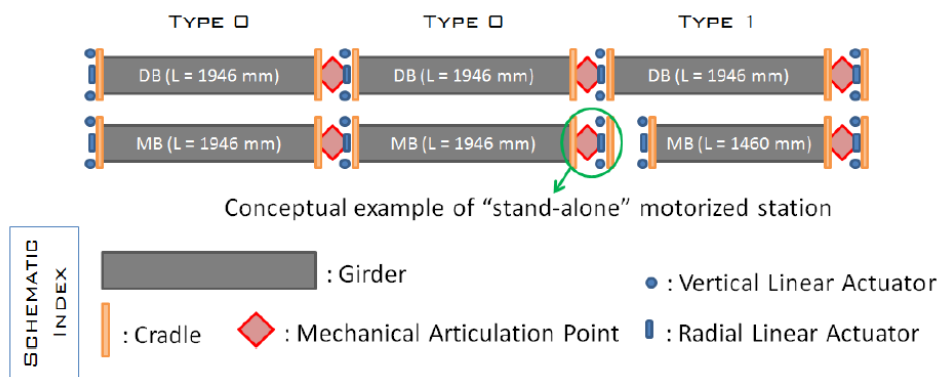 TYPE 0 TYPE 0 TYPE 1
DB (L = 1946 mm) DB (L = 1946 mm) DB (L = 1946 mm)
MB (L = 1946 mm) MB (L = 1946 mm) MB (L = 1460 mm)
Conceptual example of “stand-alone” motorized station
SCHEMATIC
INDEX
: Girder
: Vertical Linear Actuator
: Cradle
: Mechanical Articulation Point
: Radial Linear Actuator